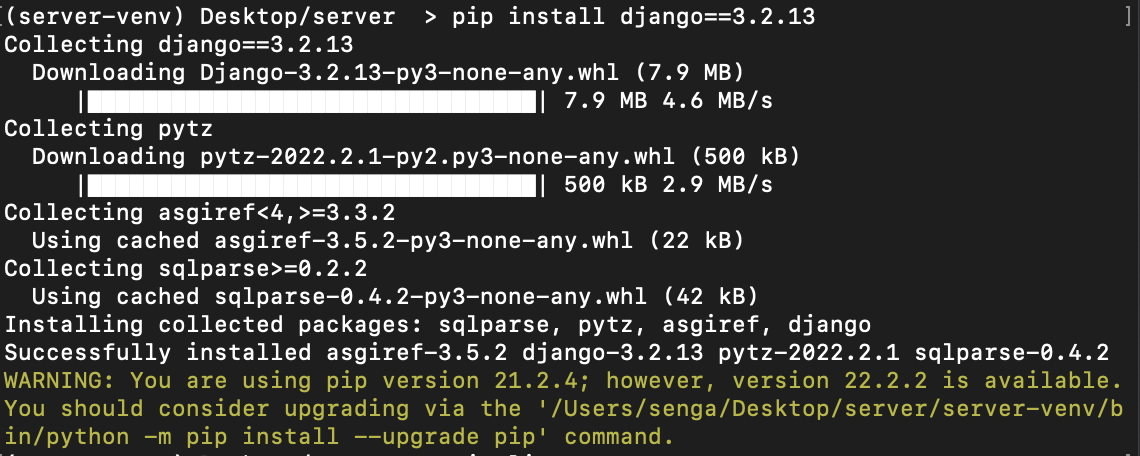 [(server-venv) Desktop/server  > pip install django==3.2.13 ]
Collecting django==3.2.13
  Downloading Django-3.2.13-py3-none-any.whl (7.9 MB)
     |████████████████████████████████| 7.9 MB 4.6 MB/s
Collecting pytz
  Downloading pytz-2022.2.1-py2.py3-none-any.whl (500 kB)
     |████████████████████████████████| 500 kB 2.9 MB/s
Collecting asgiref<4,>=3.3.2
  Using cached asgiref-3.5.2-py3-none-any.whl (22 kB)
Collecting sqlparse>=0.2.2
  Using cached sqlparse-0.4.2-py3-none-any.whl (42 kB)
Installing collected packages: sqlparse, pytz, asgiref, django
Successfully installed asgiref-3.5.2 django-3.2.13 pytz-2022.2.1 sqlparse-0.4.2
WARNING: You are using pip version 21.2.4; however, version 22.2.2 is available.
You should consider upgrading via the '/Users/senga/Desktop/server/server-venv/b
in/python -m pip install --upgrade pip' command.